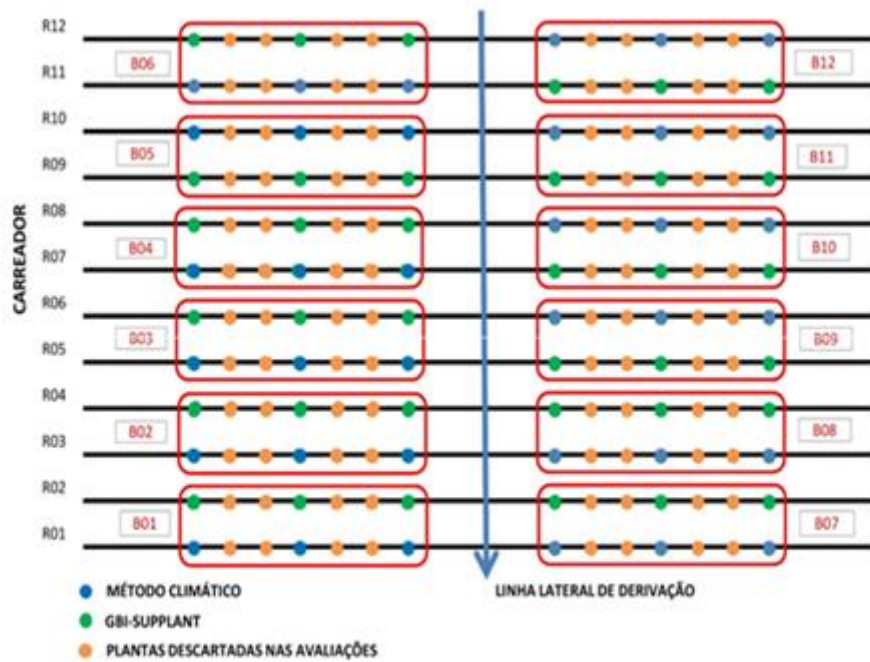 R12
B06
B12
R11
R10
B05
B11
R09
R08
B04
B10
R07
CARREADOR
R06
B03
B09
R05
R04
B02
B08
R03
R02
B01
B07
R01
MÉTODO CLIMÁTICO
LINHA LATERAL DE DERIVAÇÃO
GBI-SUPPLANT
PLANTAS DESCARTADAS NAS AVALIAÇÕES